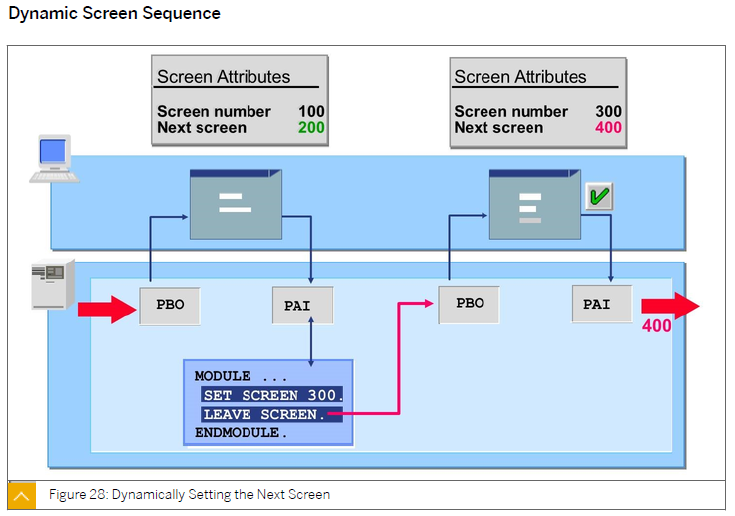 Dynamic Screen Sequence
Screen Attributes
Screen number 100
Next screen 200
Screen Attributes
Screen number 300
Next screen 400
PBO
PAI
PBO
PAI
400
MODULE ...
SET SCREEN 300.
LEAVE SCREEN.
ENDMODULE.
Figure 28: Dynamically Setting the Next Screen